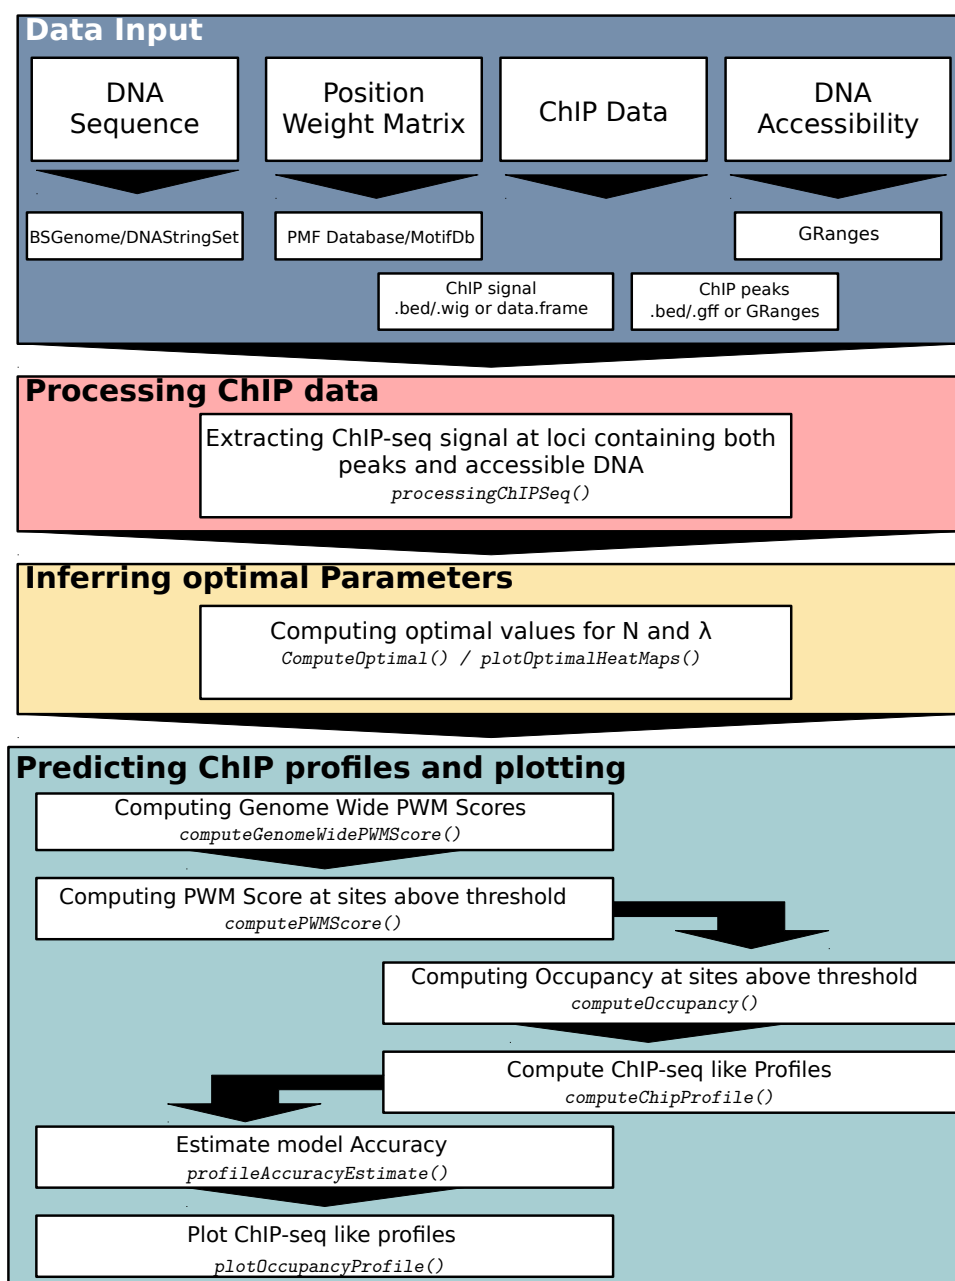 Data Input
DNA
Sequence
Position
Weight Matrix
ChIP Data
DNA
Accessibility
BSGenome/DNAStringSet
PMF Database/MotifDb
GRanges
ChIP signal
.bed/.wig or data.frame
ChIP peaks
.bed/.gff or GRanges
Processing ChIP data
Extracting ChIP-seq signal at loci containing both
peaks and accessible DNA
processingChIPSeq()
Inferring optimal Parameters
Computing optimal values for N and λ
ComputeOptimal() / plotOptimalHeatMaps()
Predicting ChIP profiles and plotting
Computing Genome Wide PWM Scores
computeGenomeWidePWMScore()
Computing PWM Score at sites above threshold
computePWMScore()
Computing Occupancy at sites above threshold
computeOccupancy()
Compute ChIP-seq like Profiles
computeChipProfile()
Estimate model Accuracy
profileAccuracyEstimate()
Plot ChIP-seq like profiles
plotOccupancyProfile()